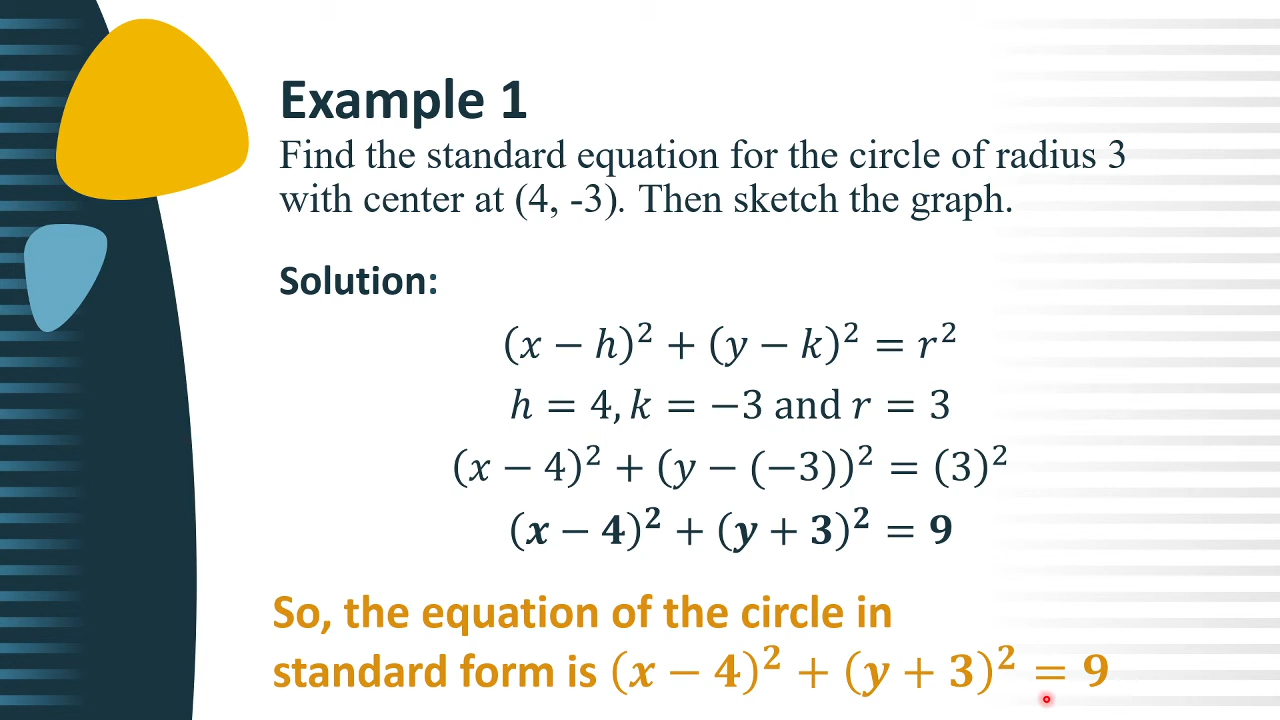 Example 1
Find the standard equation for the circle of radius 3
with center at (4, -3). Then sketch the graph.
Solution:
(x − h)² + (y − k)² = r²
h = 4, k = −3 and r = 3
(x − 4)² + (y − (−3))² = (3)²
(x − 4)² + (y + 3)² = 9
So, the equation of the circle in
standard form is (x − 4)² + (y + 3)² = 9